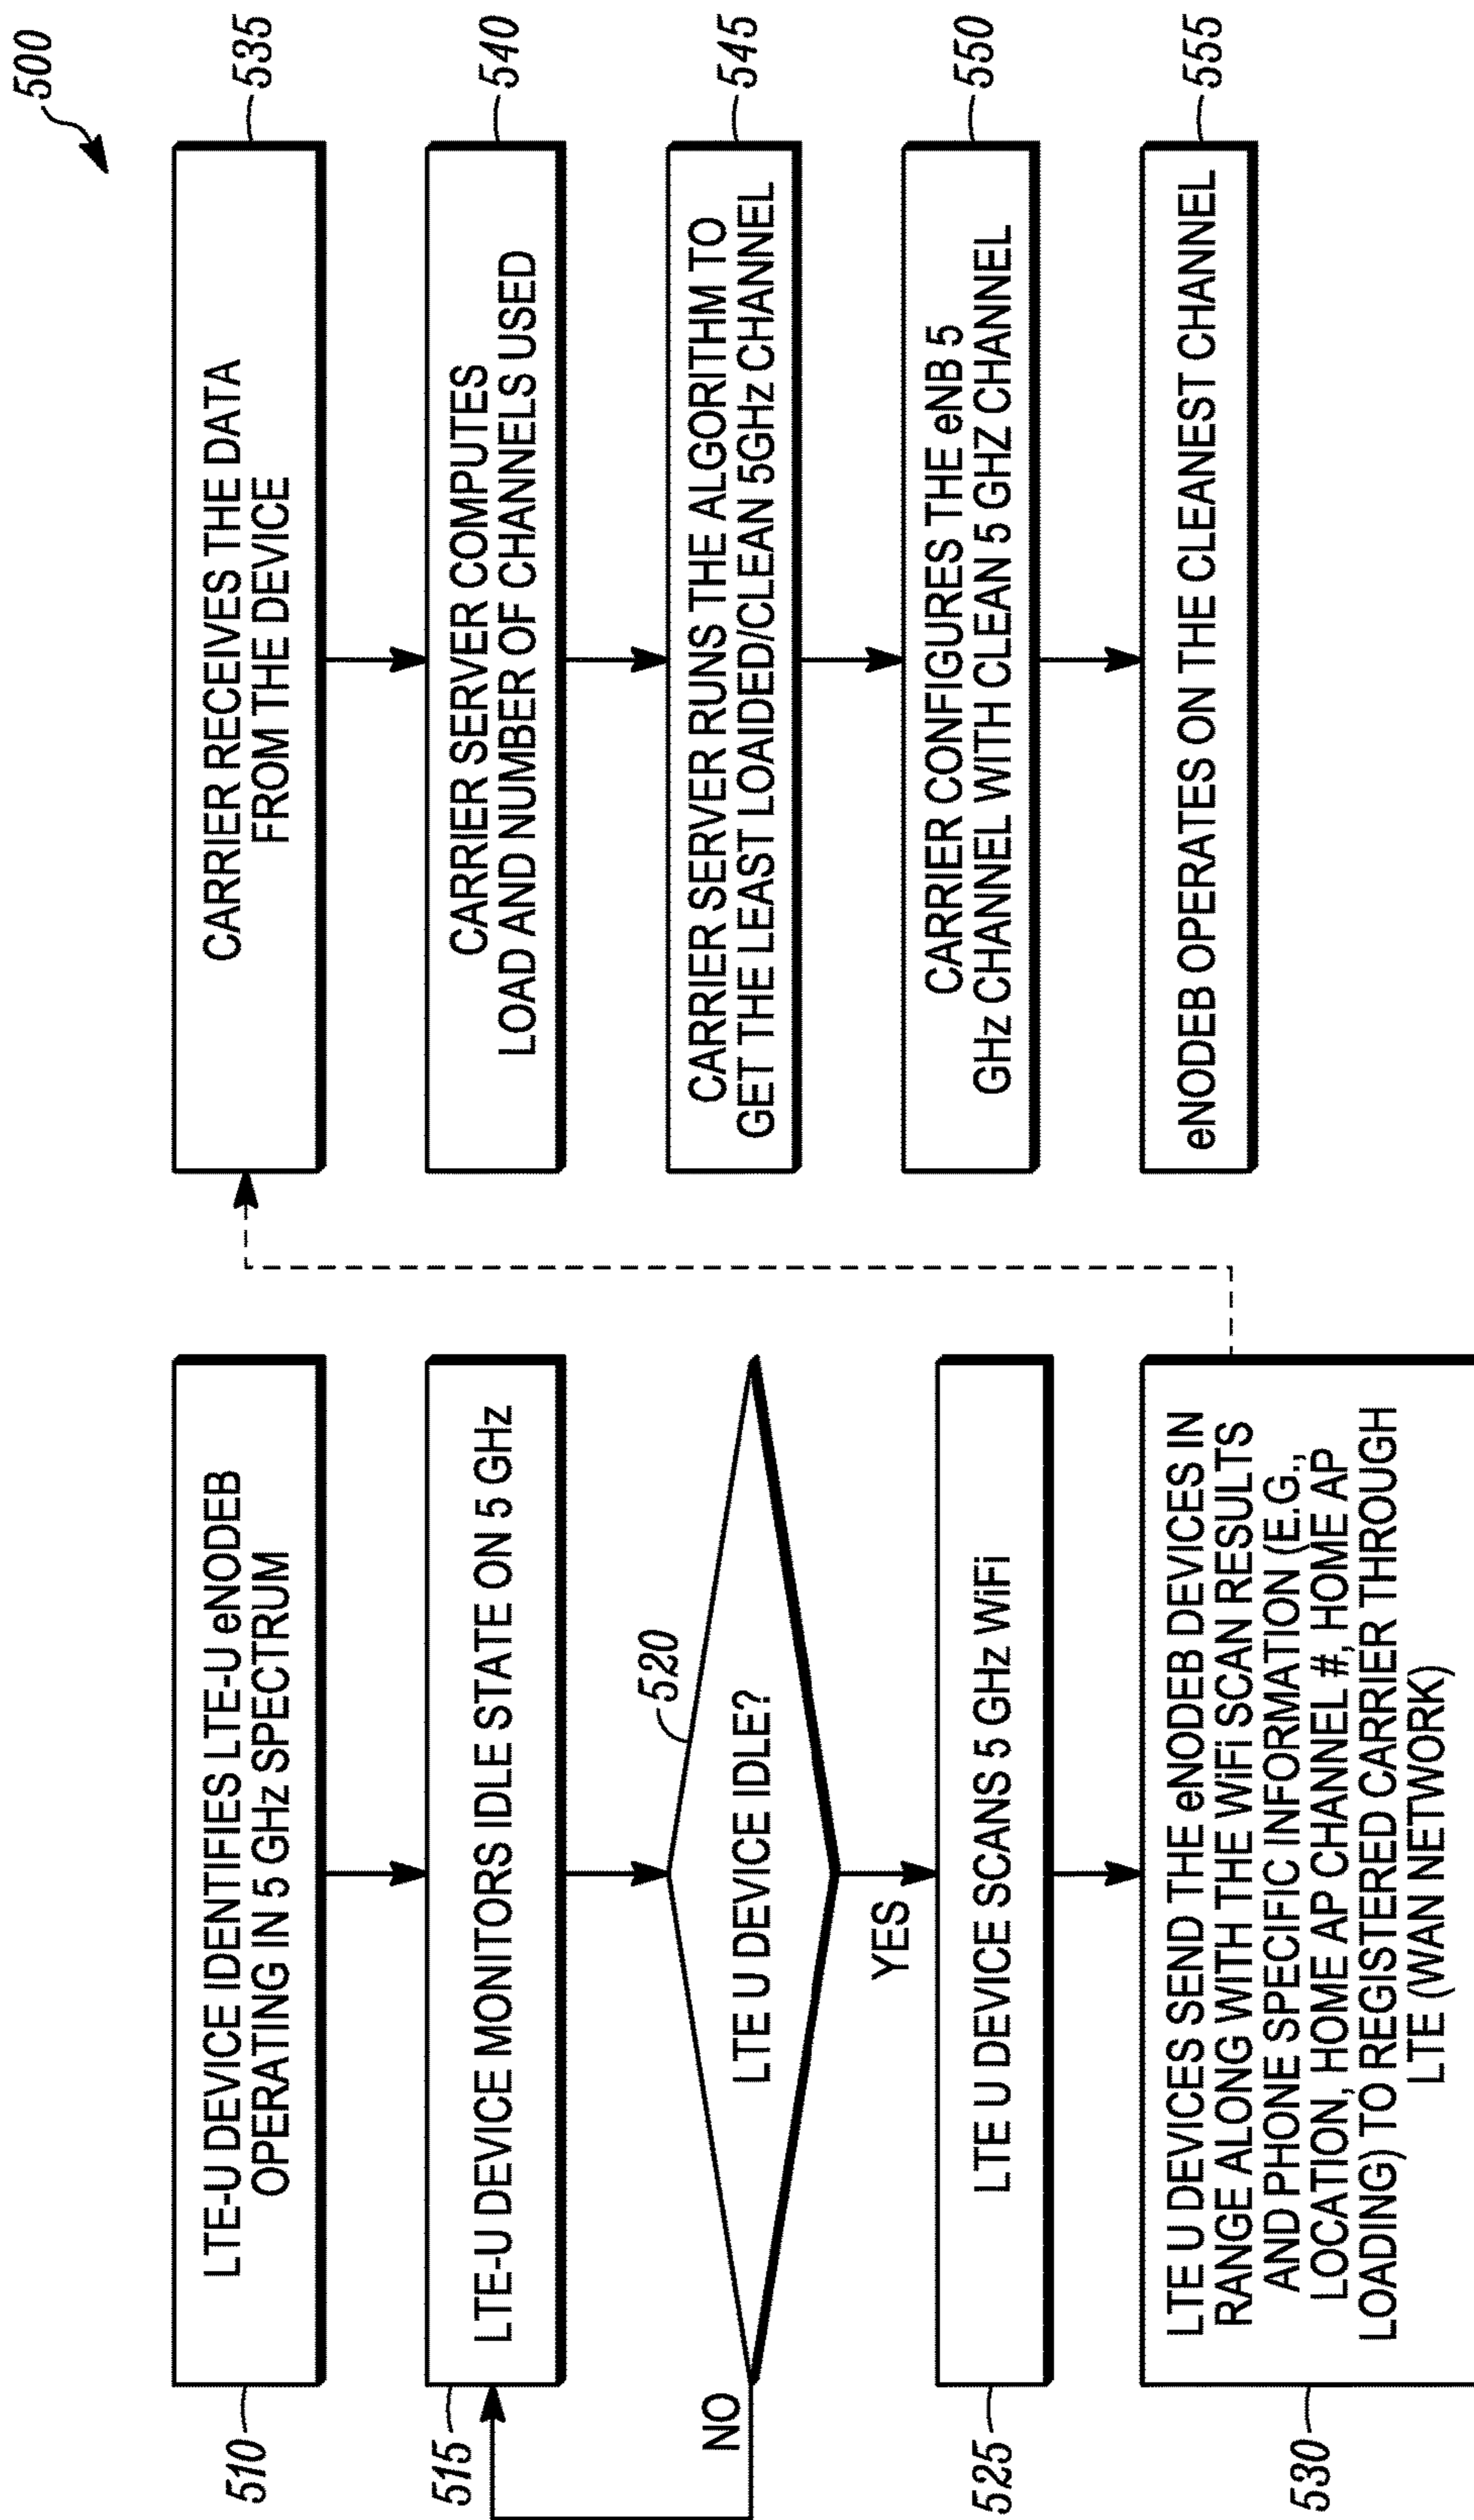 500
510
LTE-U DEVICE IDENTIFIES LTE-U eNODEB
OPERATING IN 5 GHz SPECTRUM
515
LTE-U DEVICE MONITORS IDLE STATE ON 5 GHz
520
LTE U DEVICE IDLE?
NO
YES
525
LTE U DEVICE SCANS 5 GHz WiFi
530
LTE U DEVICES SEND THE eNODEB DEVICES IN
RANGE ALONG WITH THE WiFi SCAN RESULTS
AND PHONE SPECIFIC INFORMATION (E.G.,
LOCATION, HOME AP CHANNEL #, HOME AP
LOADING) TO REGISTERED CARRIER THROUGH
LTE (WAN NETWORK)
535
CARRIER RECEIVES THE DATA
FROM THE DEVICE
540
CARRIER SERVER COMPUTES
LOAD AND NUMBER OF CHANNELS USED
545
CARRIER SERVER RUNS THE ALGORITHM TO
GET THE LEAST LOAIDED/CLEAN 5GHz CHANNEL
550
CARRIER CONFIGURES THE eNB 5
GHz CHANNEL WITH CLEAN 5 GHZ CHANNEL
555
eNODEB OPERATES ON THE CLEANEST CHANNEL